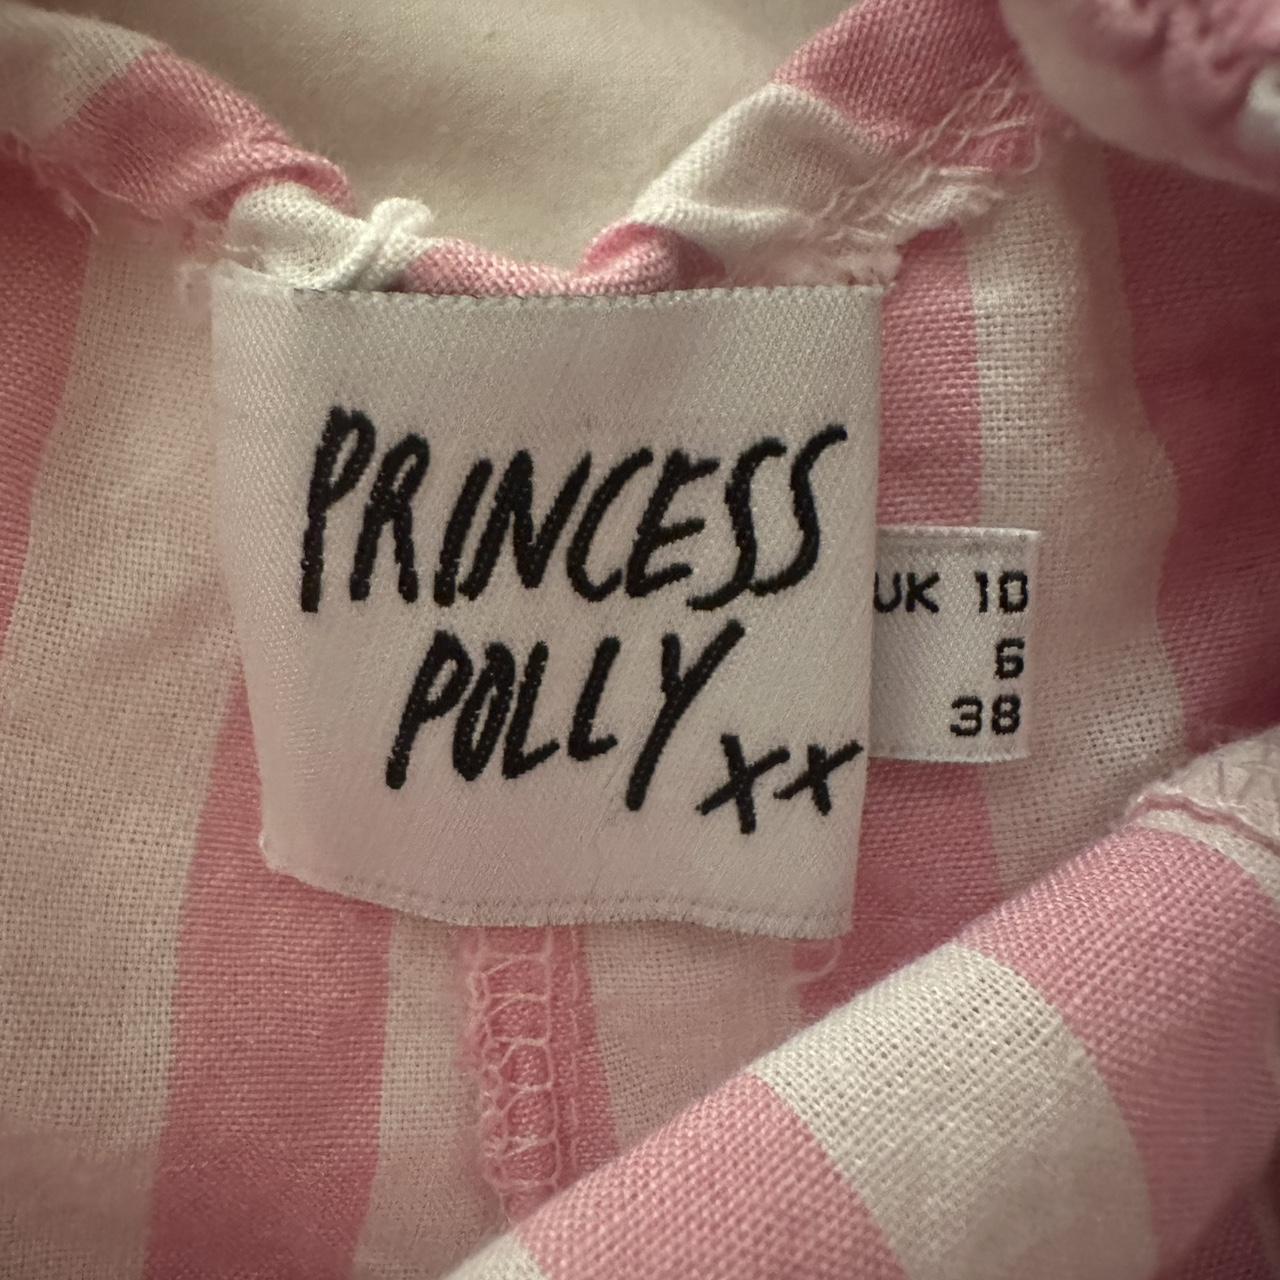 PRINCESS
POLLY
xx
UK 10
6
38